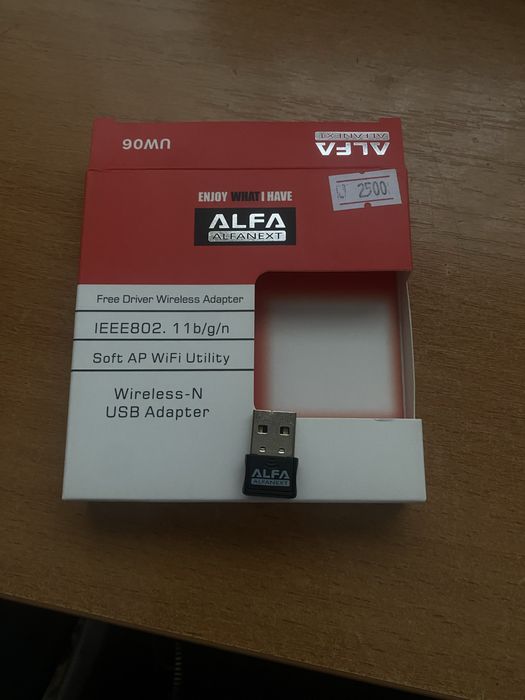 UW06
ALFA
ALFANEXT
ENJOY WHAT I HAVE
2500
ALFA
ALFANEXT
Free Driver Wireless Adapter
IEEE802. 11b/g/n
Soft AP WiFi Utility
Wireless-N
USB Adapter
ALFA
ALFANEXT